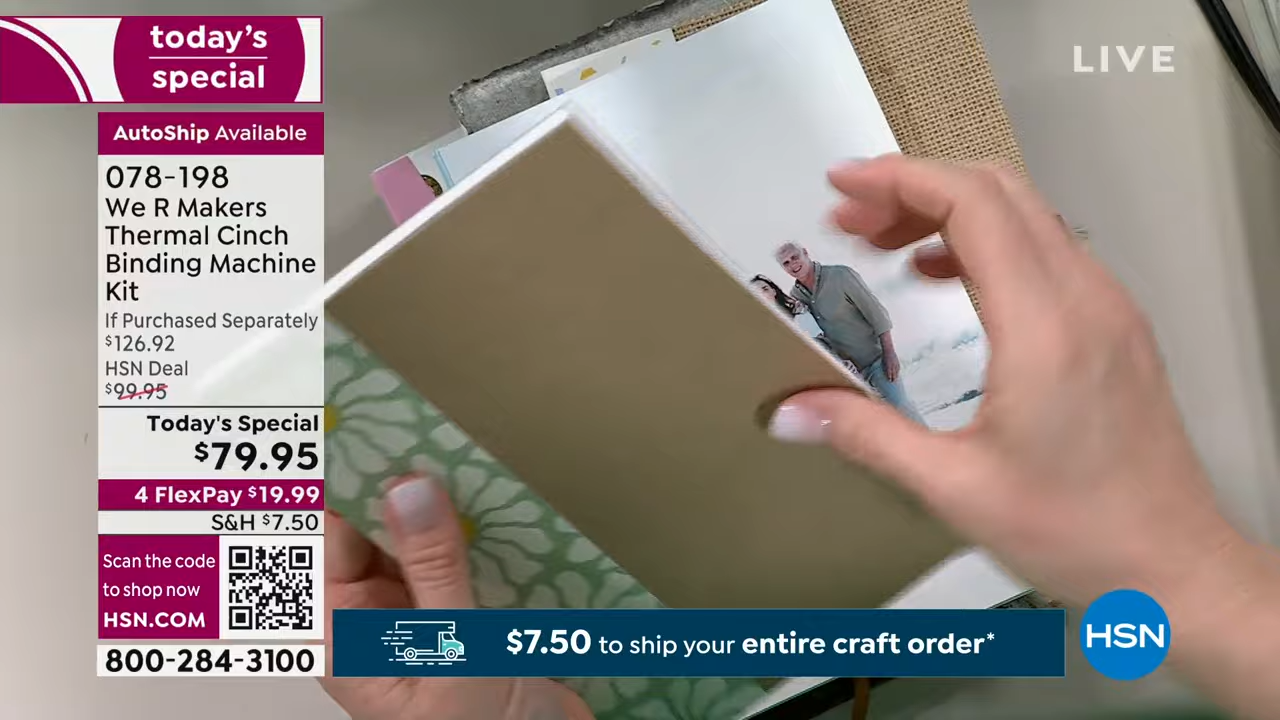 today's
special
LIVE
AutoShip Available
078-198
We R Makers
Thermal Cinch
Binding Machine
Kit
If Purchased Separately
$126.92
HSN Deal
$99.95
Today's Special
$79.95
4 FlexPay $19.99
S&H $7.50
Scan the code
to shop now
HSN.COM
800-284-3100
$7.50 to ship your entire craft order*
HSN